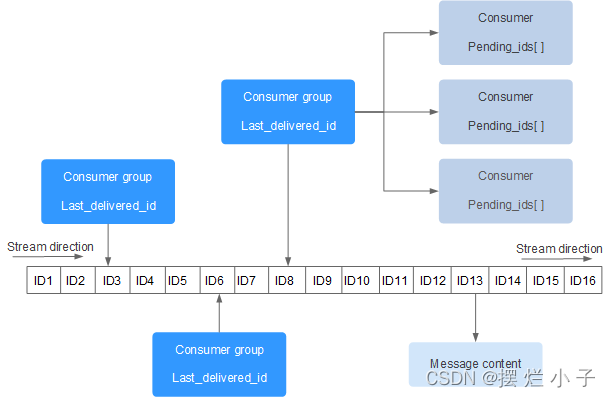 Consumer
Pending_ids[ ]
Consumer group
Last_delivered_id
Consumer
Pending_ids[ ]
Consumer group
Last_delivered_id
Consumer
Pending_ids[ ]
Stream direction
Stream direction
ID1 ID2 ID3 ID4 ID5 ID6 ID7 ID8 ID9 ID10 ID11 ID12 ID13 ID14 ID15 ID16
Consumer group
Last_delivered_id
Message content
CSDN @摆 烂 小 子